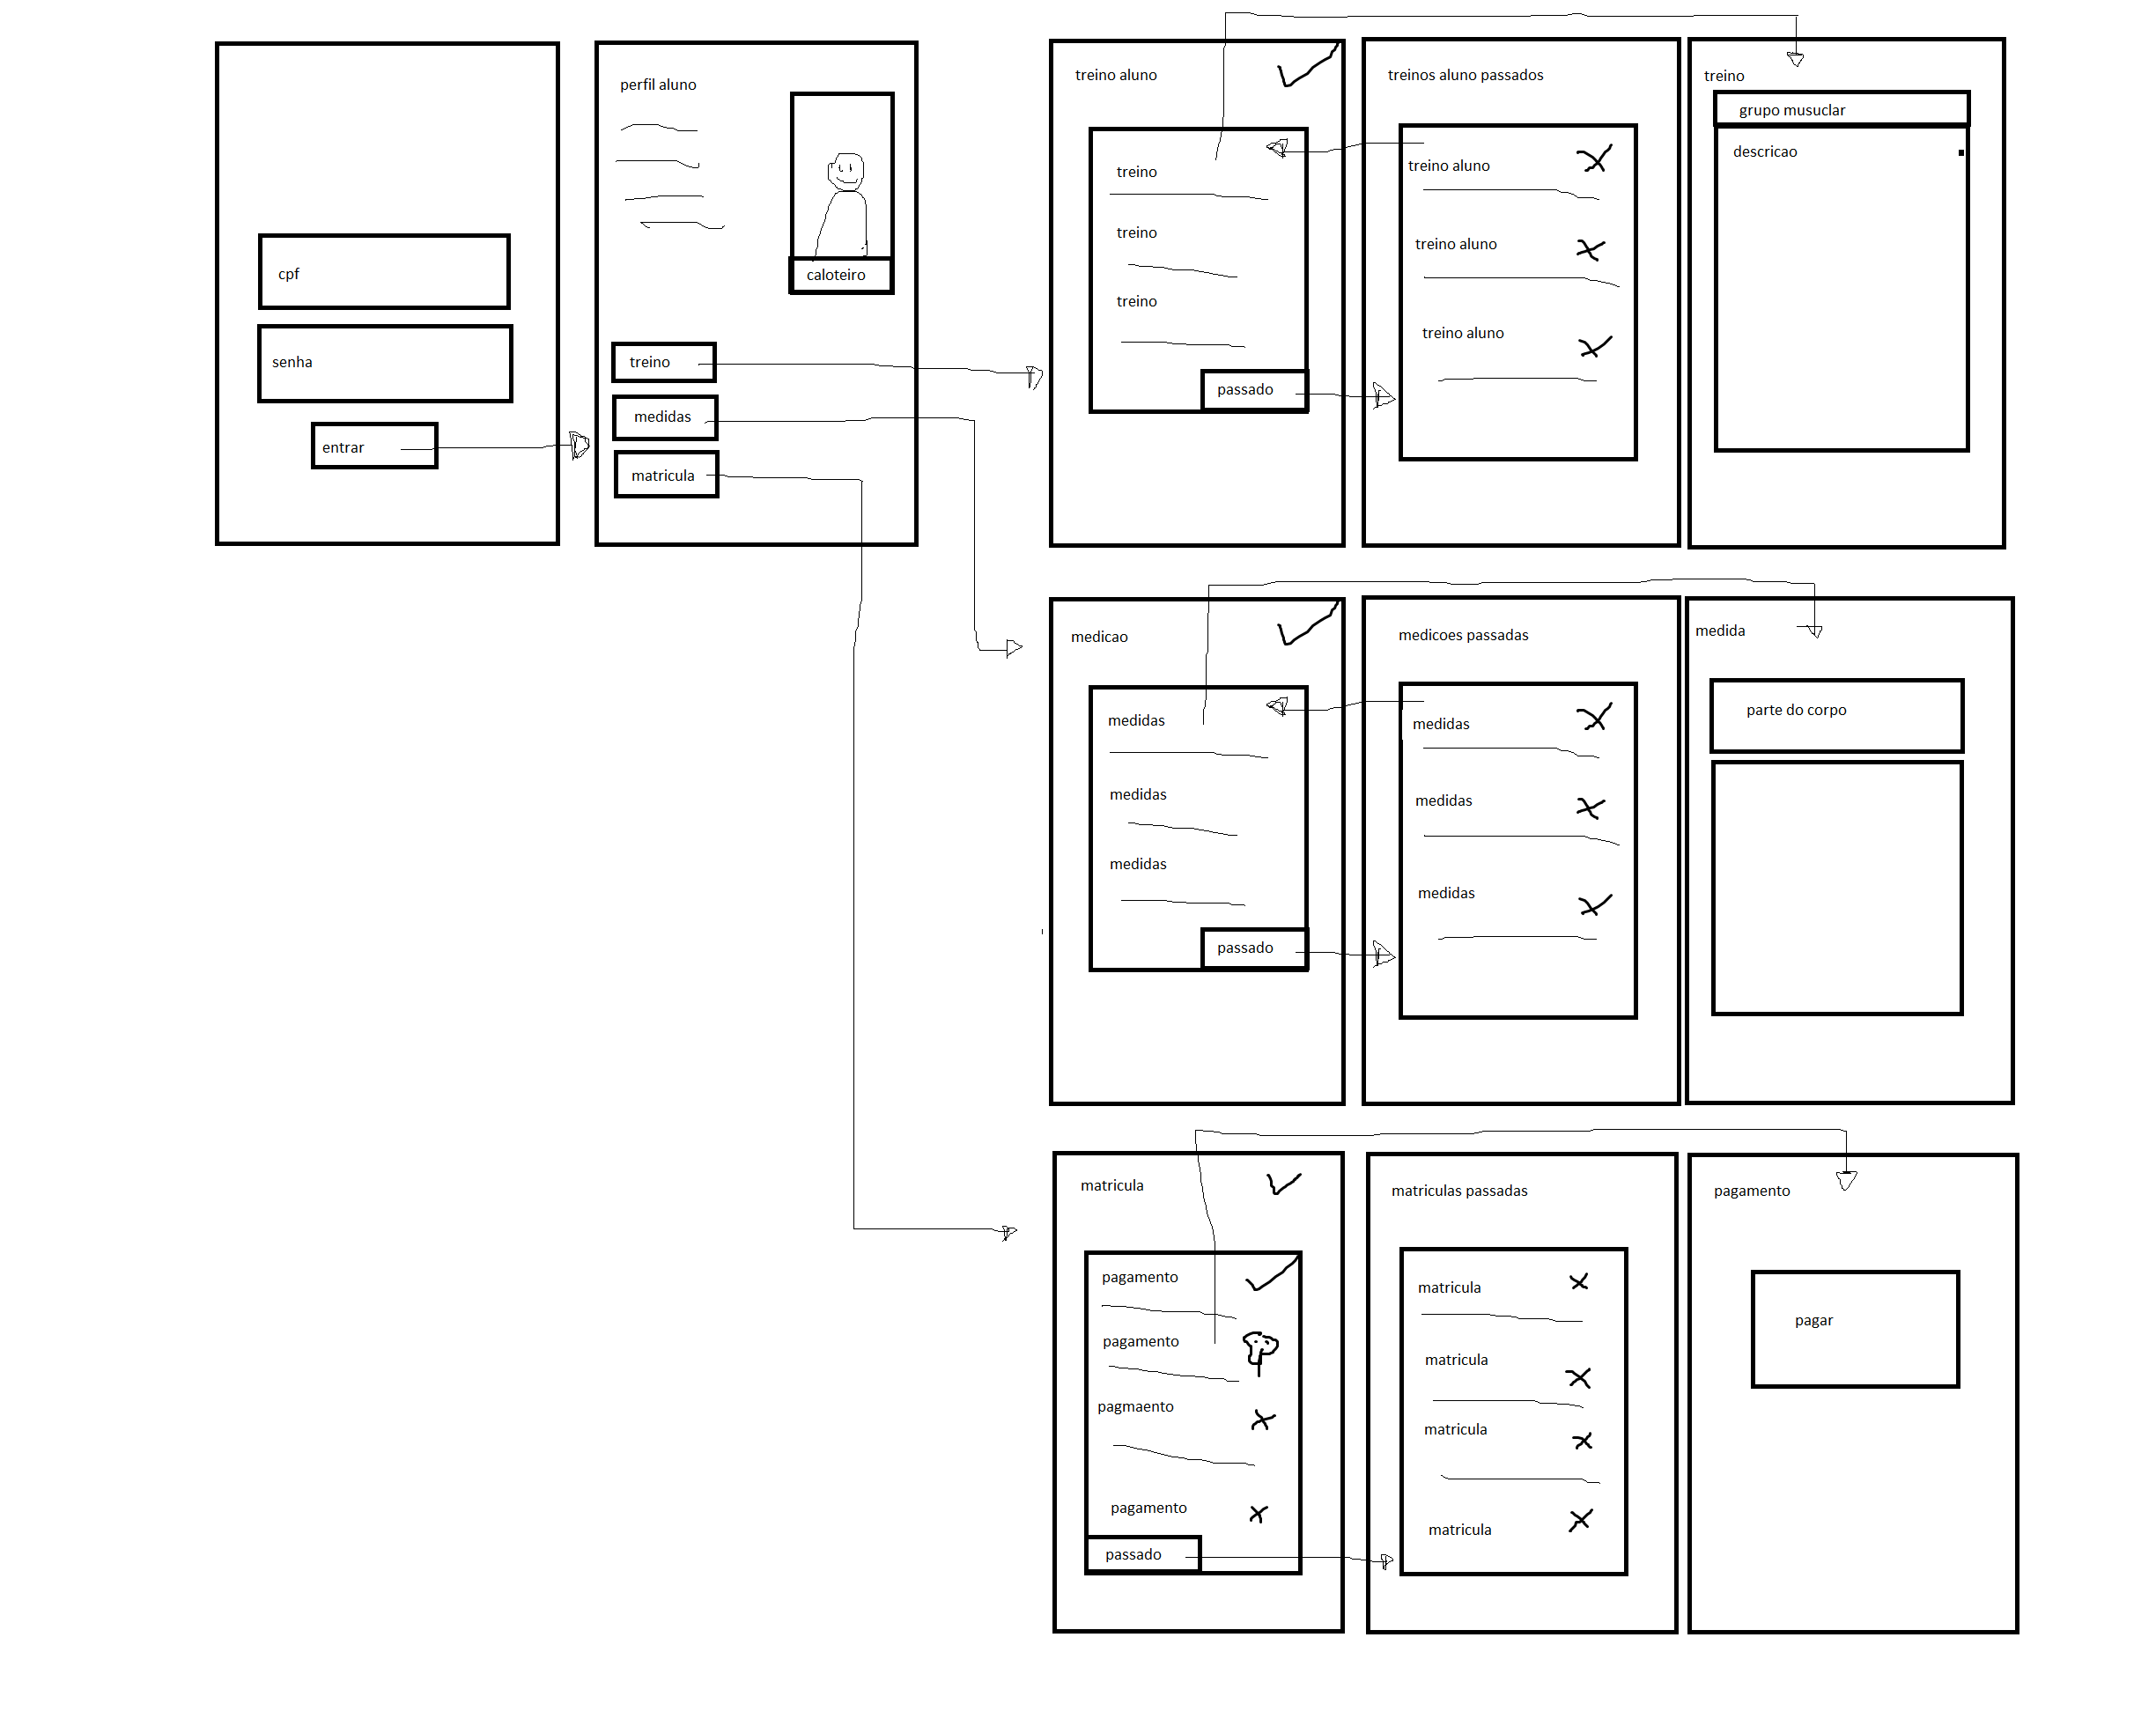 cpf
senha
entrar
perfil aluno
caloteiro
treino
medidas
matricula
treino aluno
treino
treino
treino
passado
treinos aluno passados
treino aluno
treino aluno
treino aluno
treino
grupo musuclar
descricao
medicao
medidas
medidas
medidas
passado
medicoes passadas
medidas
medidas
medidas
medida
parte do corpo
matricula
pagamento
pagamento
pagmaento
pagamento
passado
matriculas passadas
matricula
matricula
matricula
matricula
pagamento
pagar